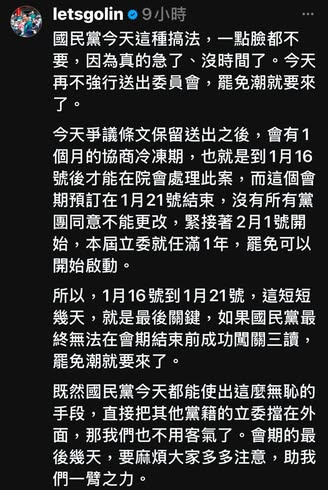 letsgolin 9小時
國民黨今天這種搞法，一點臉都不
要，因為真的急了、沒時間了。今天
再不強行送出委員會，罷免潮就要來
了。
今天爭議條文保留送出之後，會有1
個月的協商冷凍期，也就是到1月16
號後才能在院會處理此案，而這個會
期預訂在1月21號結束，沒有所有黨
團同意不能更改，緊接著2月1號開
始，本屆立委就任滿1年，罷免可以
開始啟動。
所以，1月16號到1月21號，這短短
幾天，就是最後關鍵，如果國民黨最
終無法在會期結束前成功闖關三讀，
罷免潮就要來了。
既然國民黨今天都能使出這麼無恥的
手段，直接把其他黨籍的立委擋在外
面，那我們也不用客氣了。會期的最
後幾天，要麻煩大家多多注意，助我
們一臂之力。